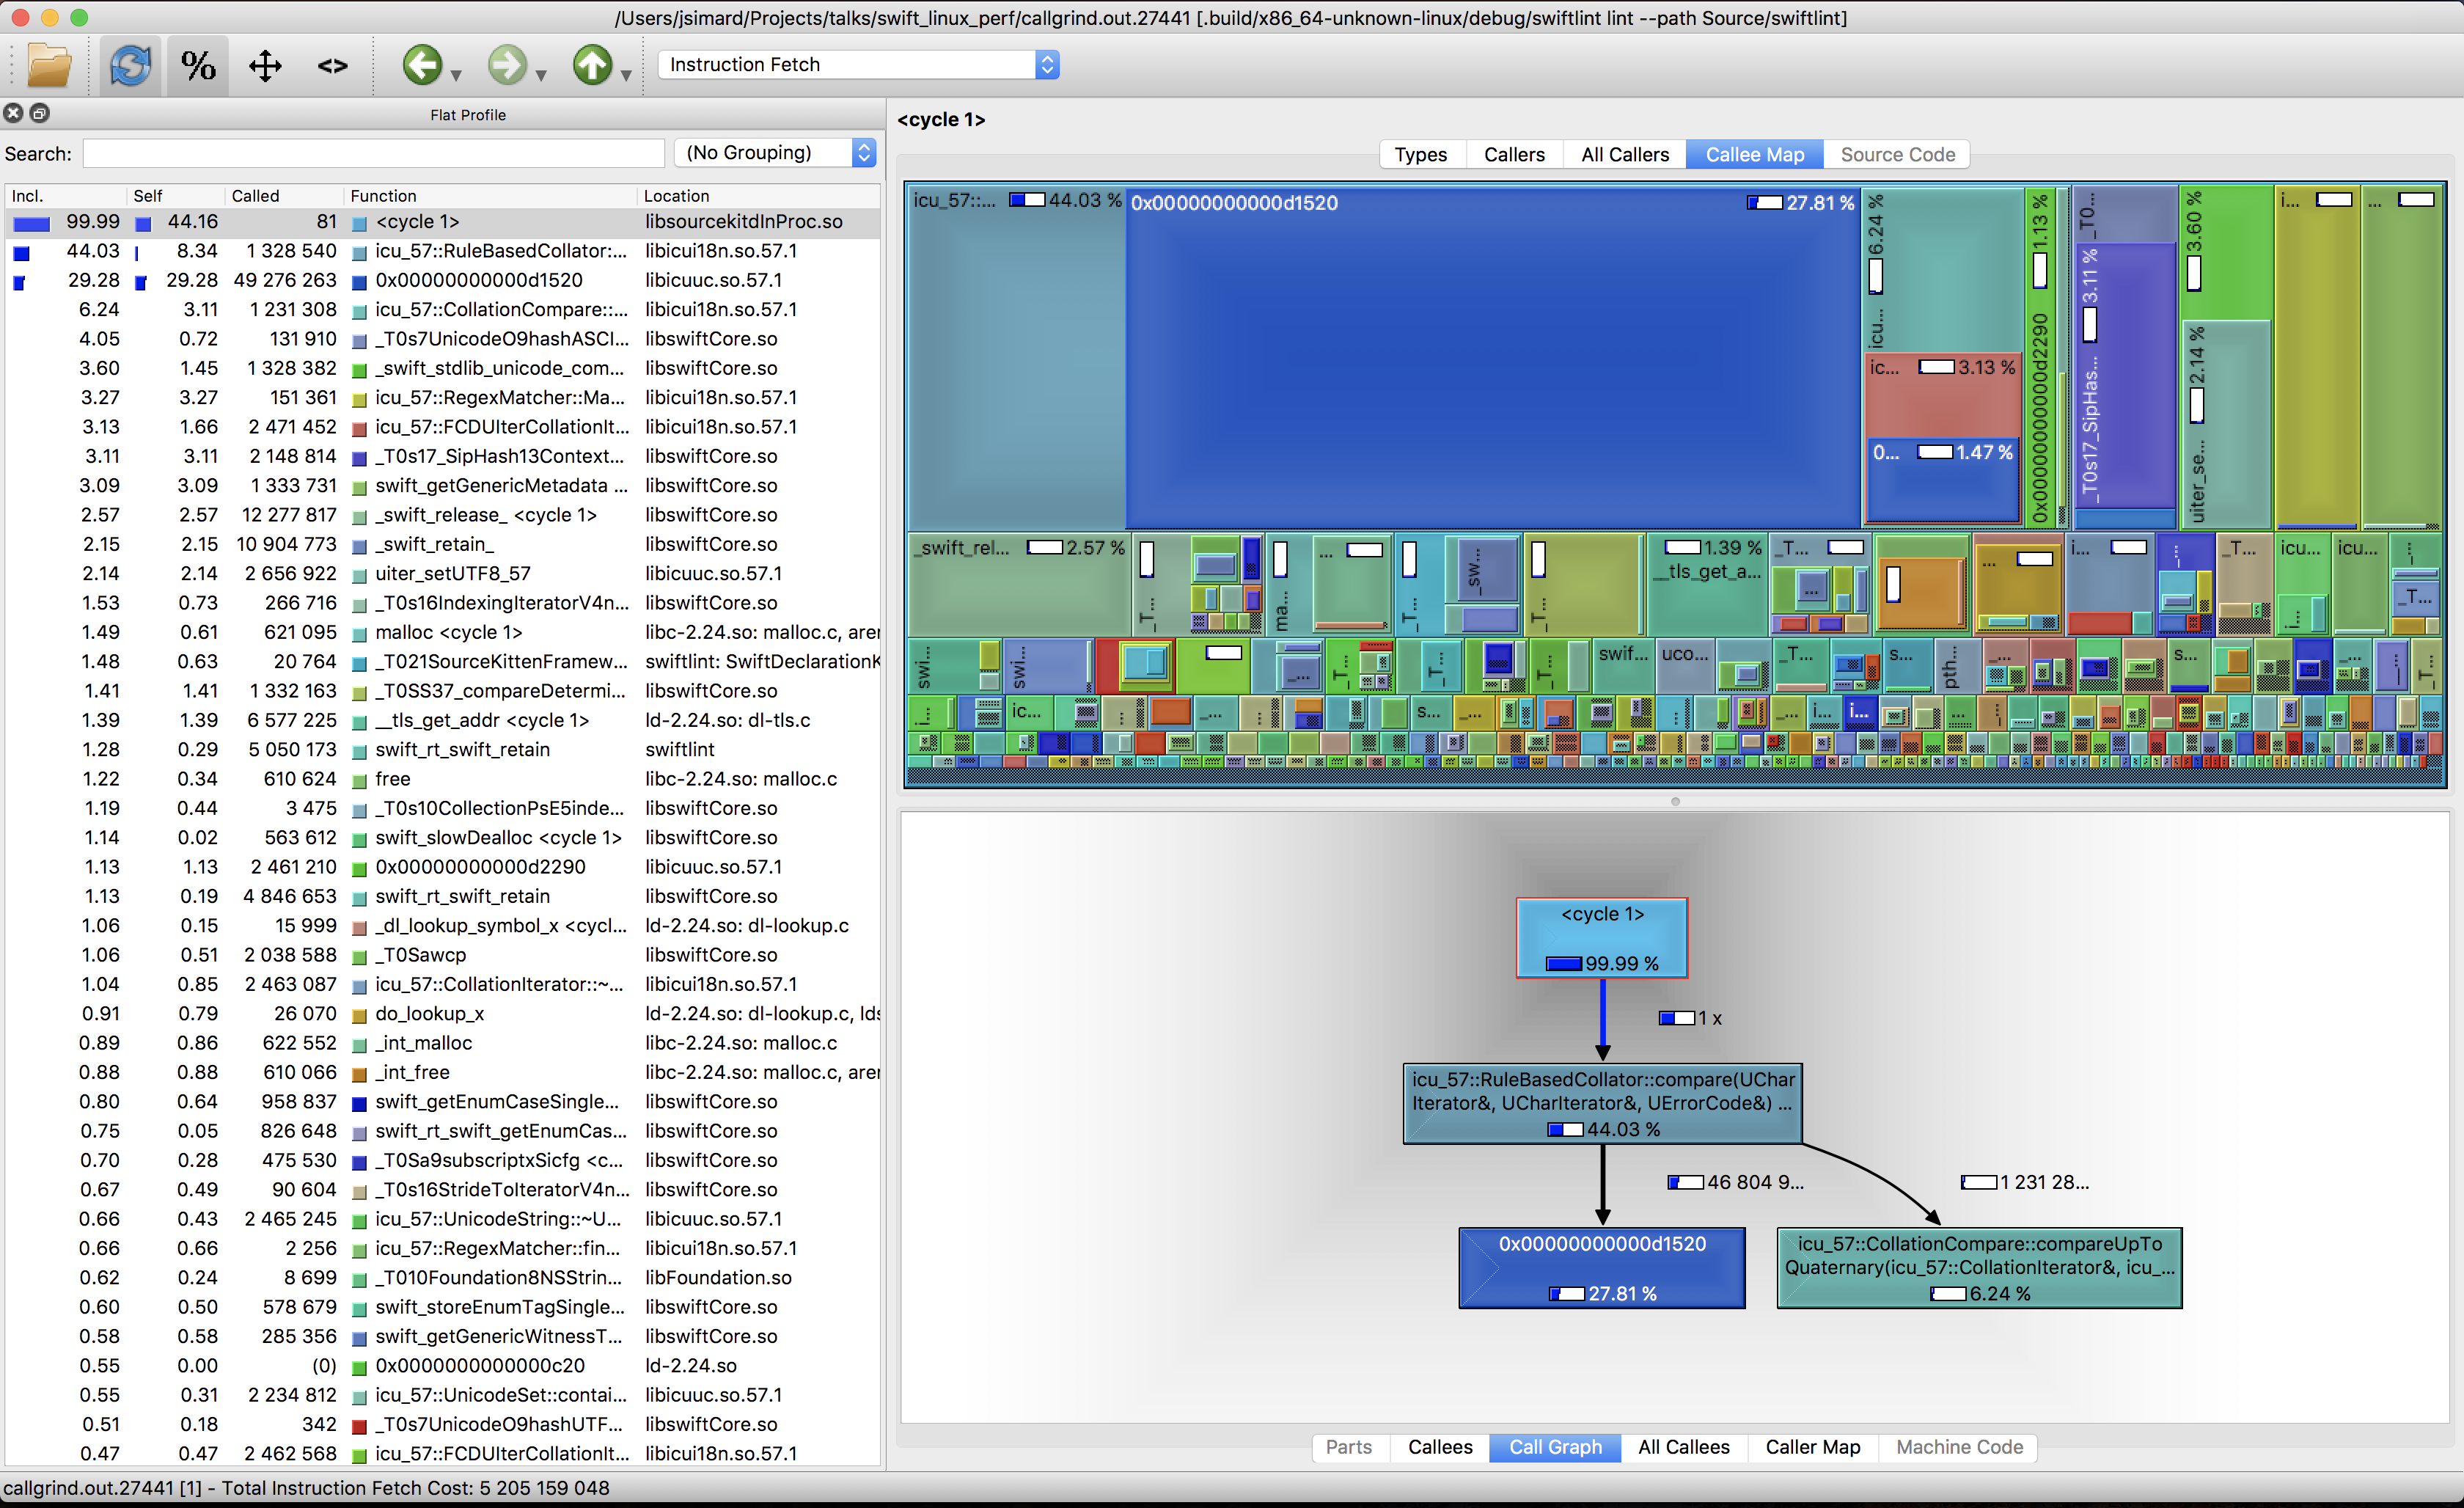 /Users/jsimard/Projects/talks/swift_linux_perf/callgrind.out.27441 [.build/x86_64-unknown-linux/debug/swiftlint lint --path Source/swiftlint]
% <> Instruction Fetch
Flat Profile
Search: (No Grouping)
Incl. Self Called Function Location
99.99 44.16 81 <cycle 1> libsourcekitdInProc.so
44.03 8.34 1 328 540 icu_57::RuleBasedCollator:... libicui18n.so.57.1
29.28 29.28 49 276 263 0x00000000000d1520 libicuuc.so.57.1
6.24 3.11 1 231 308 icu_57::CollationCompare::... libicui18n.so.57.1
4.05 0.72 131 910 _T0s7UnicodeO9hashASCI... libswiftCore.so
3.60 1.45 1 328 382 _swift_stdlib_unicode_com... libswiftCore.so
3.27 3.27 151 361 icu_57::RegexMatcher::Ma... libicui18n.so.57.1
3.13 1.66 2 471 452 icu_57::FCDUIterCollationIt... libicui18n.so.57.1
3.11 3.11 2 148 814 _T0s17_SipHash13Context... libswiftCore.so
3.09 3.09 1 333 731 swift_getGenericMetadata ... libswiftCore.so
2.57 2.57 12 277 817 _swift_release_ <cycle 1> libswiftCore.so
2.15 2.15 10 904 773 _swift_retain_ libswiftCore.so
2.14 2.14 2 656 922 uiter_setUTF8_57 libicuuc.so.57.1
1.53 0.73 266 716 _T0s16IndexingIteratorV4n... libswiftCore.so
1.49 0.61 621 095 malloc <cycle 1> libc-2.24.so: malloc.c, arer
1.48 0.63 20 764 _T021SourceKittenFramew... swiftlint: SwiftDeclarationK
1.41 1.41 1 332 163 _T0SS37_compareDetermi... libswiftCore.so
1.39 1.39 6 577 225 __tls_get_addr <cycle 1> ld-2.24.so: dl-tls.c
1.28 0.29 5 050 173 swift_rt_swift_retain swiftlint
1.22 0.34 610 624 free libc-2.24.so: malloc.c
1.19 0.44 3 475 _T0s10CollectionPsE5inde... libswiftCore.so
1.14 0.02 563 612 swift_slowDealloc <cycle 1> libswiftCore.so
1.13 1.13 2 461 210 0x00000000000d2290 libicuuc.so.57.1
1.13 0.19 4 846 653 swift_rt_swift_retain libswiftCore.so
1.06 0.15 15 999 _dl_lookup_symbol_x <cycl... ld-2.24.so: dl-lookup.c
1.06 0.51 2 038 588 _T0Sawcp libswiftCore.so
1.04 0.85 2 463 087 icu_57::CollationIterator::~... libicui18n.so.57.1
0.91 0.79 26 070 do_lookup_x ld-2.24.so: dl-lookup.c, lds
0.89 0.86 622 552 _int_malloc libc-2.24.so: malloc.c
0.88 0.88 610 066 _int_free libc-2.24.so: malloc.c, arer
0.80 0.64 958 837 swift_getEnumCaseSingle... libswiftCore.so
0.75 0.05 826 648 swift_rt_swift_getEnumCas... libswiftCore.so
0.70 0.28 475 530 _T0Sa9subscriptxSicfg <c... libswiftCore.so
0.67 0.49 90 604 _T0s16StrideToIteratorV4n... libswiftCore.so
0.66 0.43 2 465 245 icu_57::UnicodeString::~U... libicuuc.so.57.1
0.66 0.66 2 256 icu_57::RegexMatcher::fin... libicui18n.so.57.1
0.62 0.24 8 699 _T010Foundation8NSStrin... libFoundation.so
0.60 0.50 578 679 swift_storeEnumTagSingle... libswiftCore.so
0.58 0.58 285 356 swift_getGenericWitnessT... libswiftCore.so
0.55 0.00 (0) 0x0000000000000c20 ld-2.24.so
0.55 0.31 2 234 812 icu_57::UnicodeSet::contai... libicuuc.so.57.1
0.51 0.18 342 _T0s7UnicodeO9hashUTF... libswiftCore.so
0.47 0.47 2 462 568 icu_57::FCDUIterCollationIt... libicui18n.so.57.1
<cycle 1>
Types Callers All Callers Callee Map Source Code
icu_57::... 44.03 %
0x00000000000d1520 27.81 %
icu... 6.24 %
ic... 3.13 %
0... 1.47 %
0x00000000000d2290 1.13 %
_T0...
_T0s17_SipHas... 3.11 %
3.60 %
uiter_se... 2.14 %
i... ...
_swift_rel... 2.57 %
_T... ma... ... _T... _sw... _T...
1.39 %
__tls_get_a...
_T... ... ... i... ... _T... icu... icu... ... _T...
swi... swi... _... _T... _T... _T... swif... uco... _T... s... pth... _... s... _... _... _T...
ic... _... s... _... _... i... i... ...
<cycle 1>
99.99 %
1 x
icu_57::RuleBasedCollator::compare(UChar
Iterator&, UCharIterator&, UErrorCode&) ...
44.03 %
46 804 9...
1 231 28...
0x00000000000d1520
27.81 %
icu_57::CollationCompare::compareUpTo
Quaternary(icu_57::CollationIterator&, icu_...
6.24 %
Parts Callees Call Graph All Callees Caller Map Machine Code
callgrind.out.27441 [1] - Total Instruction Fetch Cost: 5 205 159 048